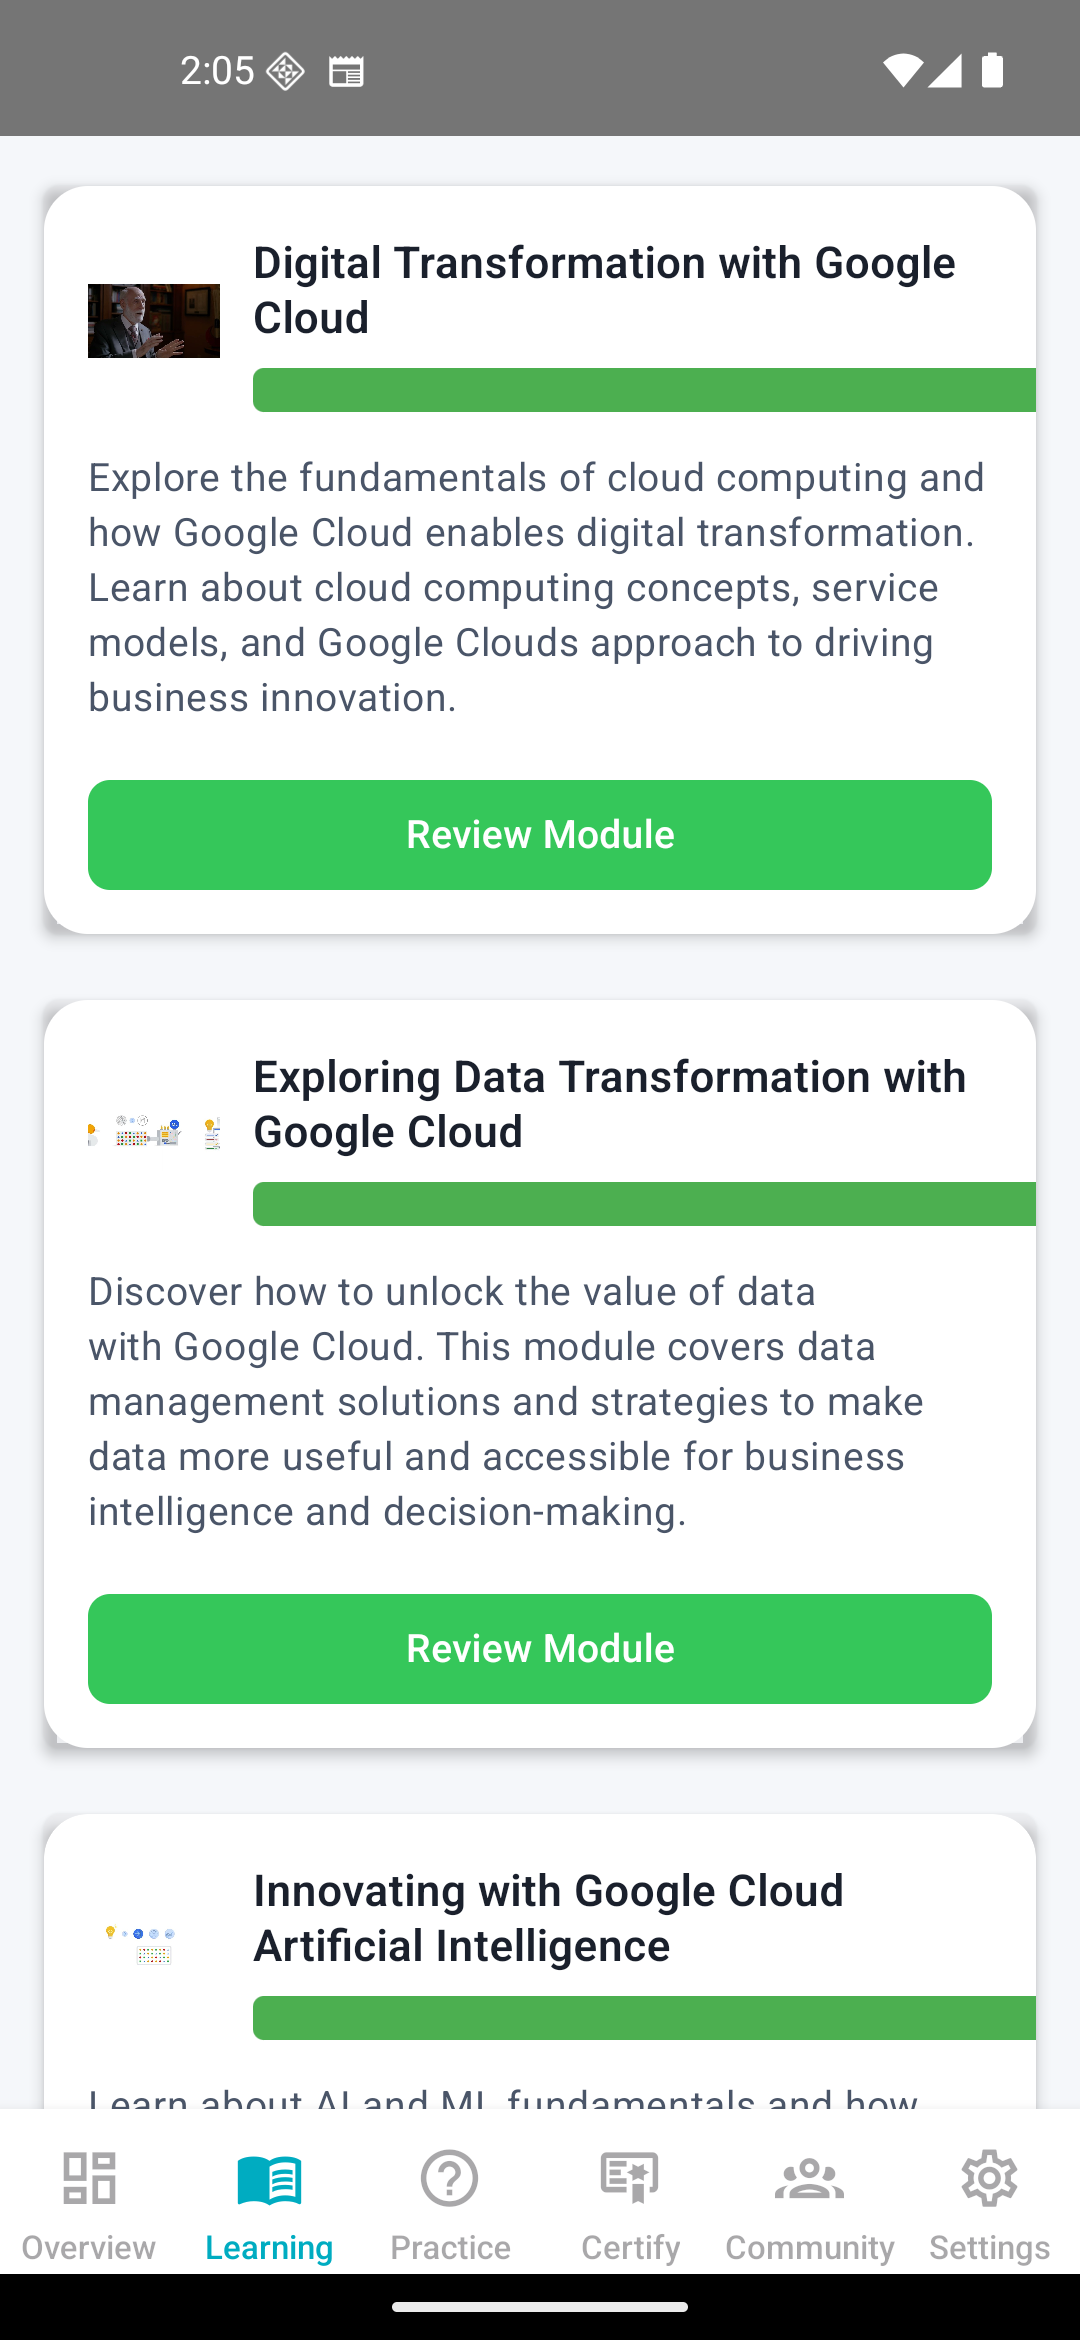 2:05
Digital Transformation with Google
Cloud
Explore the fundamentals of cloud computing and
how Google Cloud enables digital transformation.
Learn about cloud computing concepts, service
models, and Google Clouds approach to driving
business innovation.
Review Module
Exploring Data Transformation with
Google Cloud
Discover how to unlock the value of data
with Google Cloud. This module covers data
management solutions and strategies to make
data more useful and accessible for business
intelligence and decision-making.
Review Module
Innovating with Google Cloud
Artificial Intelligence
Learn about AI and ML fundamentals and how
Overview
Learning
Practice
Certify
Community
Settings